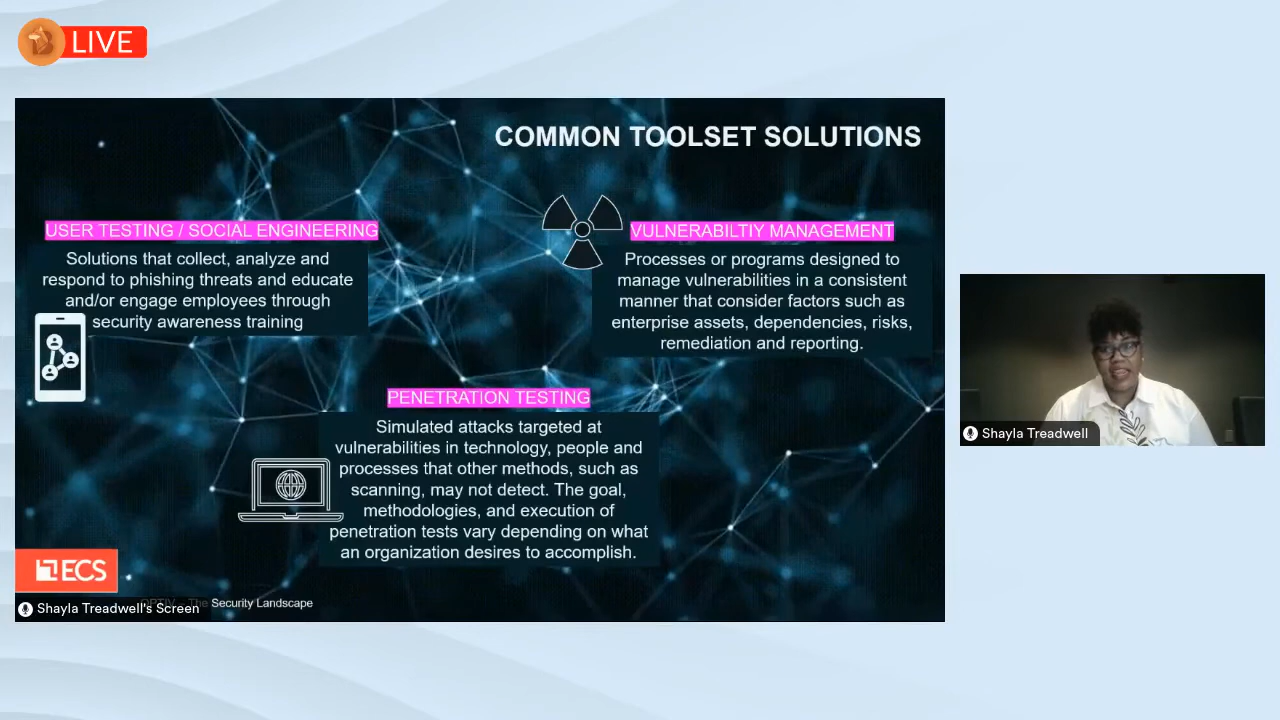 LIVE
COMMON TOOLSET SOLUTIONS
USER TESTING / SOCIAL ENGINEERING
Solutions that collect, analyze and
respond to phishing threats and educate
and/or engage employees through
security awareness training
VULNERABILTIY MANAGEMENT
Processes or programs designed to
manage vulnerabilities in a consistent
manner that consider factors such as
enterprise assets, dependencies, risks,
remediation and reporting.
PENETRATION TESTING
Simulated attacks targeted at
vulnerabilities in technology, people and
processes that other methods, such as
scanning, may not detect. The goal,
methodologies, and execution of
penetration tests vary depending on what
an organization desires to accomplish.
ECS
OPTIV The Security Landscape
Shayla Treadwell's Screen
Shayla Treadwell